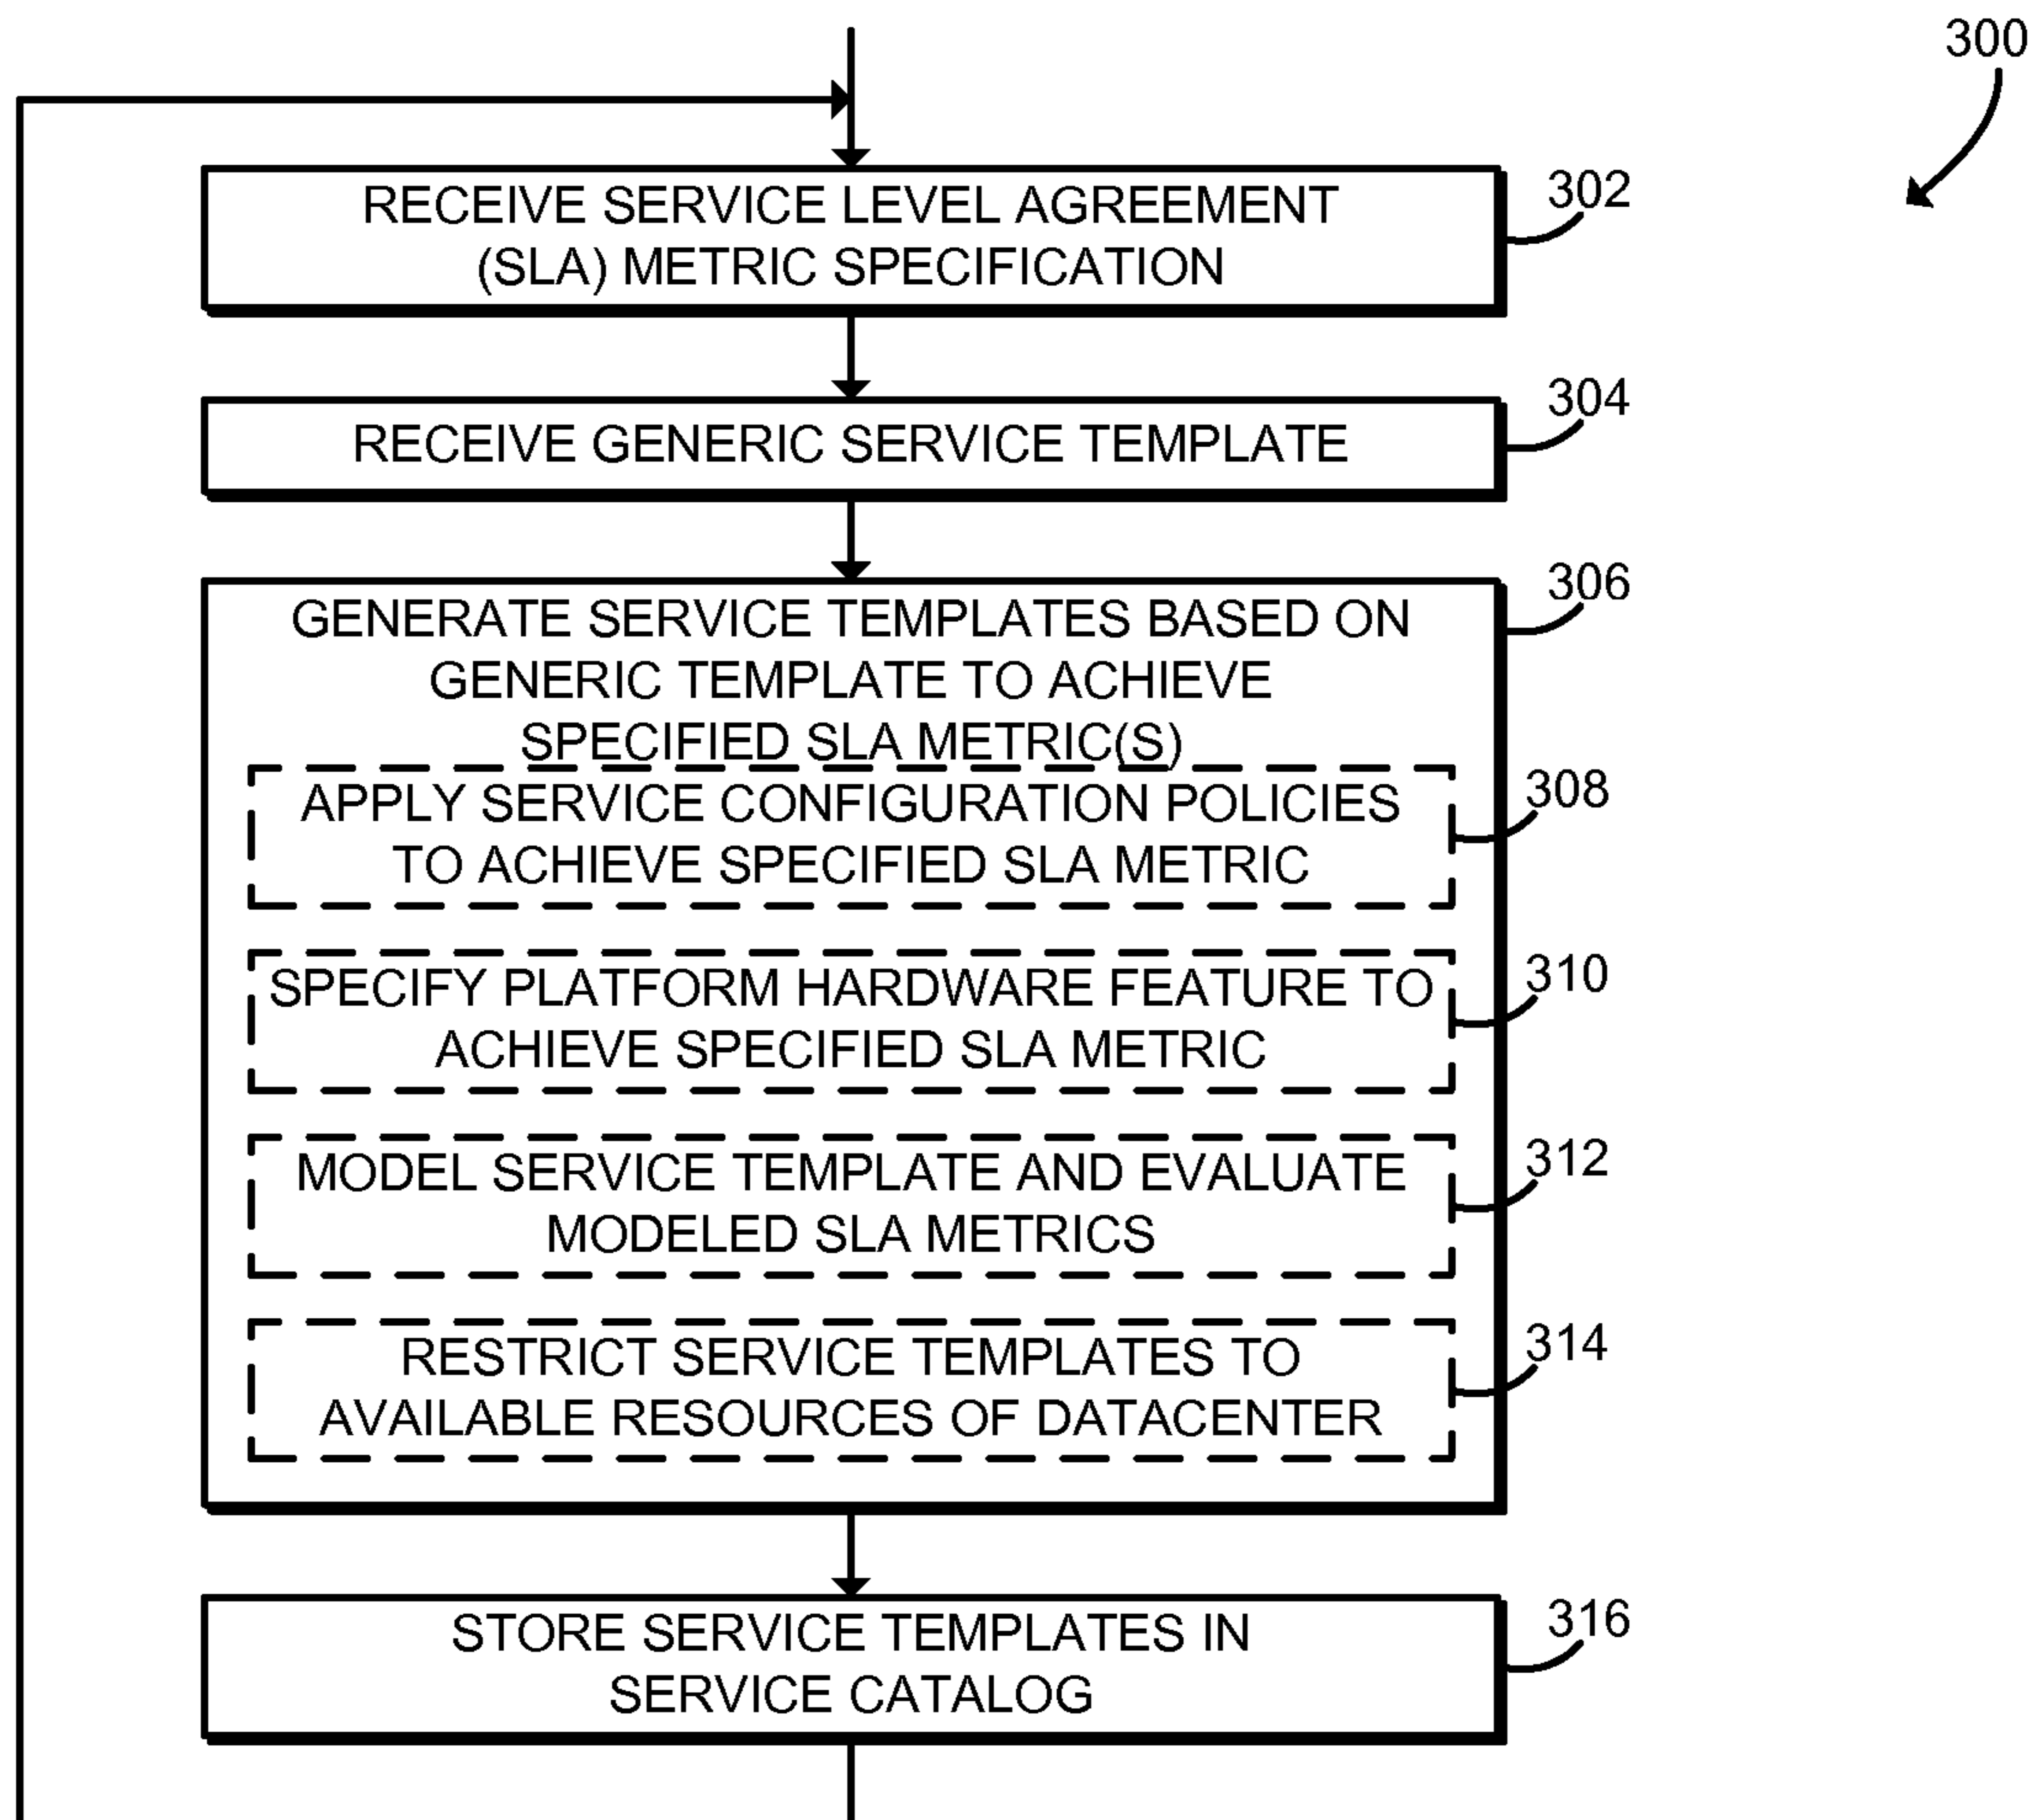 300
RECEIVE SERVICE LEVEL AGREEMENT
(SLA) METRIC SPECIFICATION
302
RECEIVE GENERIC SERVICE TEMPLATE
304
GENERATE SERVICE TEMPLATES BASED ON
GENERIC TEMPLATE TO ACHIEVE
SPECIFIED SLA METRIC(S)
306
APPLY SERVICE CONFIGURATION POLICIES
TO ACHIEVE SPECIFIED SLA METRIC
308
SPECIFY PLATFORM HARDWARE FEATURE TO
ACHIEVE SPECIFIED SLA METRIC
310
MODEL SERVICE TEMPLATE AND EVALUATE
MODELED SLA METRICS
312
RESTRICT SERVICE TEMPLATES TO
AVAILABLE RESOURCES OF DATACENTER
314
STORE SERVICE TEMPLATES IN
SERVICE CATALOG
316